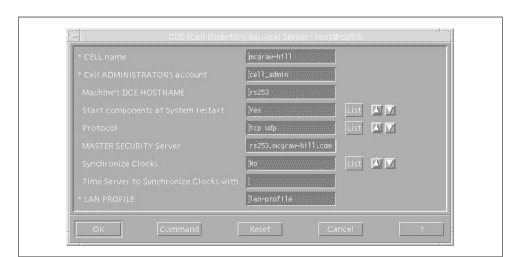 CDS (Cell Directory Service) Server : root@rs253
* CELL name [mcgraw-hill
* Cell ADMINISTRATOR's account [cell_admin
Machine's DCE HOSTNAME [rs253
Start components at System restart [Yes List
Protocol [tcp udp List
MASTER SECURITY Server rs253.mcgraw-hill.com
Synchronize Clocks [No List
Time Server to Synchronize Clocks with [
* LAN PROFILE [lan-profile
OK Command Reset Cancel ?